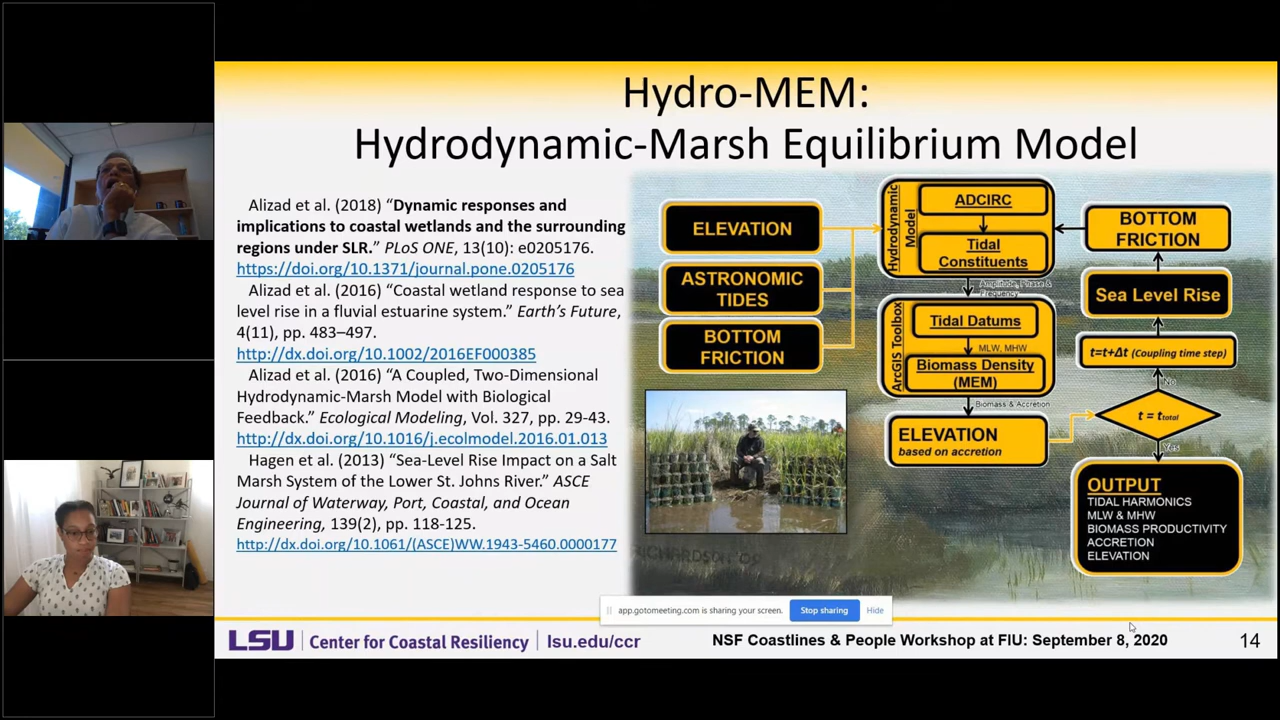 Hydro-MEM:
Hydrodynamic-Marsh Equilibrium Model
Alizad et al. (2018) “Dynamic responses and
implications to coastal wetlands and the surrounding
regions under SLR.” PLoS ONE, 13(10): e0205176.
https://doi.org/10.1371/journal.pone.0205176
Alizad et al. (2016) “Coastal wetland response to sea
level rise in a fluvial estuarine system.” Earth’s Future,
4(11), pp. 483–497.
http://dx.doi.org/10.1002/2016EF000385
Alizad et al. (2016) “A Coupled, Two-Dimensional
Hydrodynamic-Marsh Model with Biological
Feedback.” Ecological Modeling, Vol. 327, pp. 29-43.
http://dx.doi.org/10.1016/j.ecolmodel.2016.01.013
Hagen et al. (2013) “Sea-Level Rise Impact on a Salt
Marsh System of the Lower St. Johns River.” ASCE
Journal of Waterway, Port, Coastal, and Ocean
Engineering, 139(2), pp. 118-125.
http://dx.doi.org/10.1061/(ASCE)WW.1943-5460.0000177
ELEVATION
ASTRONOMIC
TIDES
BOTTOM
FRICTION
Hydrodynamic
Model
ADCIRC
Tidal
Constituents
Amplitude, Phase &
Frequency
ArcGIS Toolbox
Tidal Datums
MLW, MHW
Biomass Density
(MEM)
Biomass & Accretion
ELEVATION
based on accretion
BOTTOM
FRICTION
Sea Level Rise
t=t+Δt (Coupling time step)
No
t = ttotal
Yes
OUTPUT
TIDAL HARMONICS
MLW & MHW
BIOMASS PRODUCTIVITY
ACCRETION
ELEVATION
RICHARDSON '09
app.gotomeeting.com is sharing your screen.
Stop sharing
Hide
LSU Center for Coastal Resiliency lsu.edu/ccr
NSF Coastlines & People Workshop at FIU: September 8, 2020
14